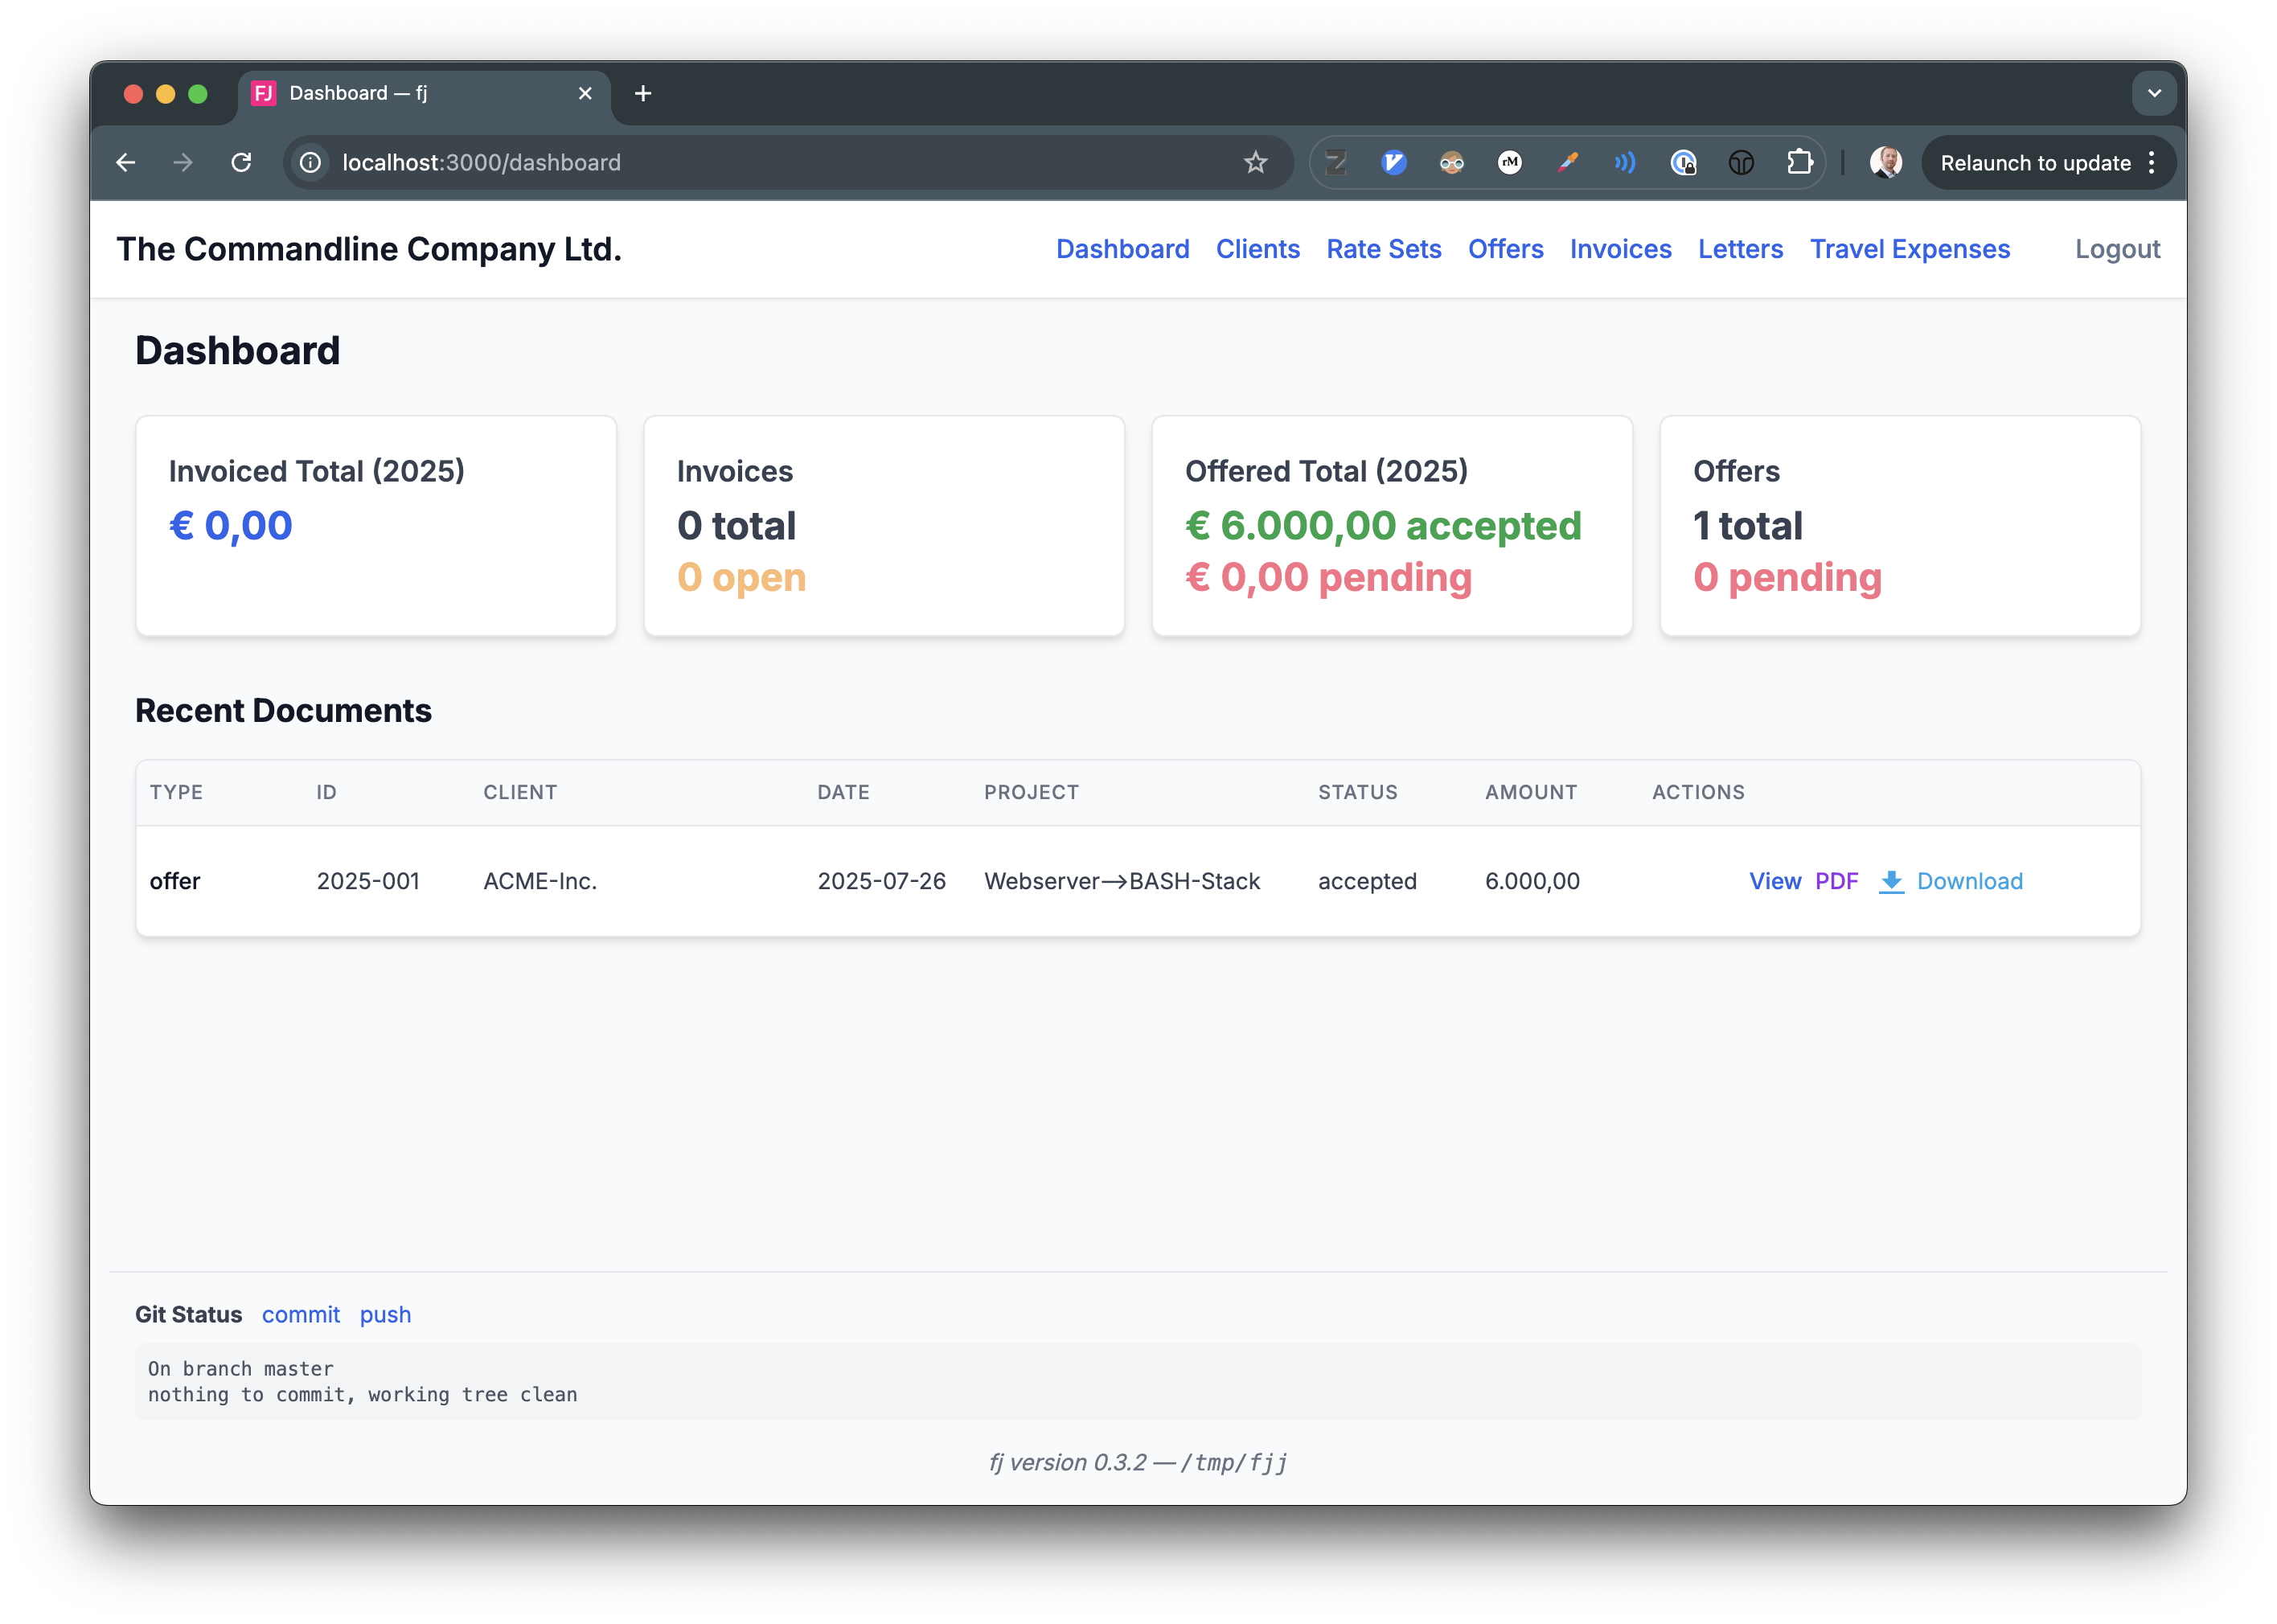 FJ Dashboard — fj
localhost:3000/dashboard
rM
Relaunch to update
The Commandline Company Ltd.
Dashboard Clients Rate Sets Offers Invoices Letters Travel Expenses Logout
Dashboard
Invoiced Total (2025)
€ 0,00
Invoices
0 total
0 open
Offered Total (2025)
€ 6.000,00 accepted
€ 0,00 pending
Offers
1 total
0 pending
Recent Documents
TYPE ID CLIENT DATE PROJECT STATUS AMOUNT ACTIONS
offer 2025-001 ACME-Inc. 2025-07-26 Webserver⟶BASH-Stack accepted 6.000,00 View PDF Download
Git Status commit push
On branch master
nothing to commit, working tree clean
fj version 0.3.2 — /tmp/fjj